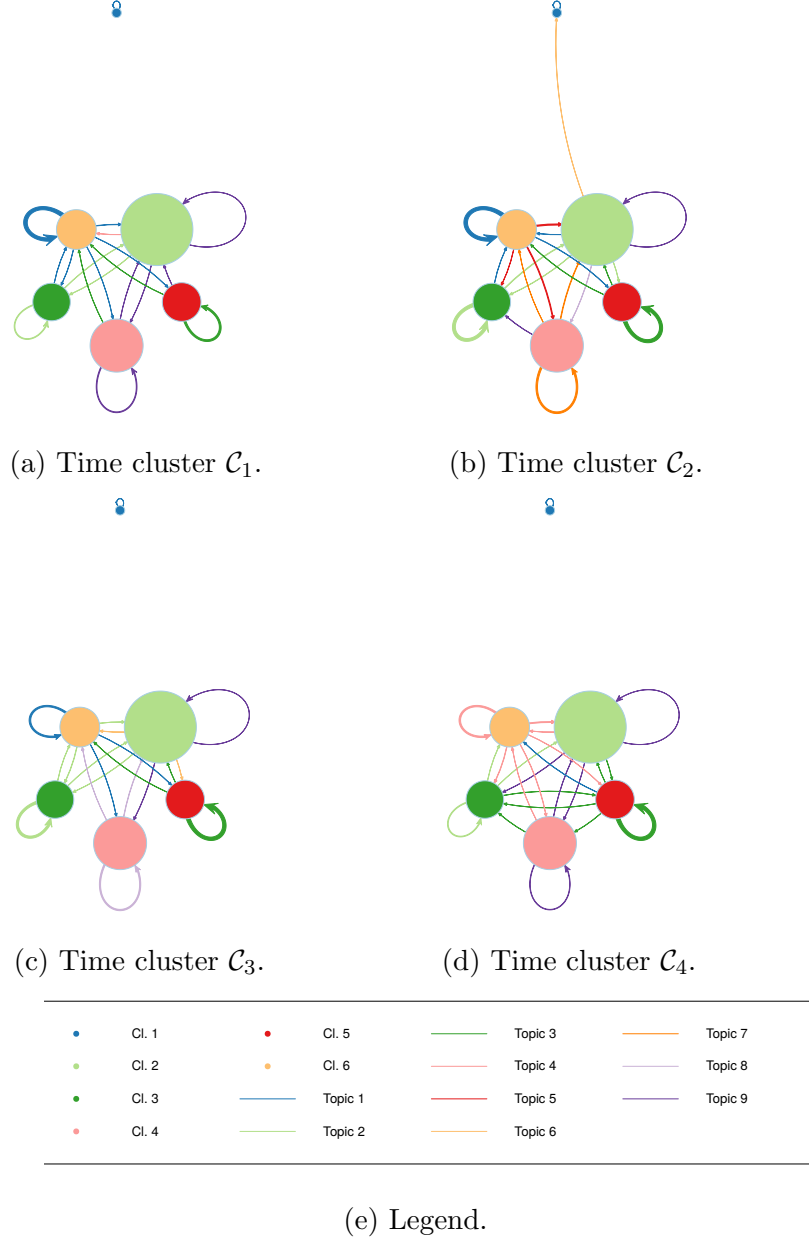 (a) Time cluster 𝒞₁.
(b) Time cluster 𝒞₂.
(c) Time cluster 𝒞₃.
(d) Time cluster 𝒞₄.
Cl. 1 Cl. 5 Topic 3 Topic 7
Cl. 2 Cl. 6 Topic 4 Topic 8
Cl. 3 Topic 1 Topic 5 Topic 9
Cl. 4 Topic 2 Topic 6
(e) Legend.